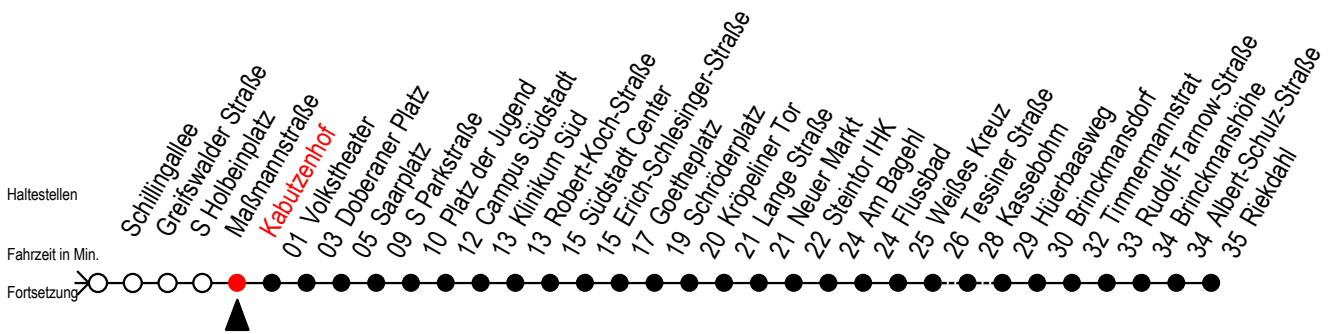 Haltestellen
Schillingallee
Greifswalder Straße
S Holbeinplatz
Maßmannstraße
Kabutzenhof
01 Volkstheater
03 Doberaner Platz
05 Saarplatz
09 S Parkstraße
10 Platz der Jugend
12 Campus Südstadt
13 Klinikum Süd
13 Robert-Koch-Straße
15 Südstadt Center
15 Erich-Schlesinger-Straße
17 Goetheplatz
19 Schröderplatz
20 Kröpeliner Tor
21 Lange Straße
21 Neuer Markt
22 Steintor IHK
24 Am Bagehl
24 Flussbad
25 Weißes Kreuz
26 Tessiner Straße
28 Kassebohm
29 Hüerbaasweg
30 Brinckmansdorf
32 Timmermannstrat
33 Rudolf-Tarnow-Straße
34 Brinckmanshöhe
34 Albert-Schulz-Straße
35 Riekdahl
Fahrzeit in Min.
Fortsetzung